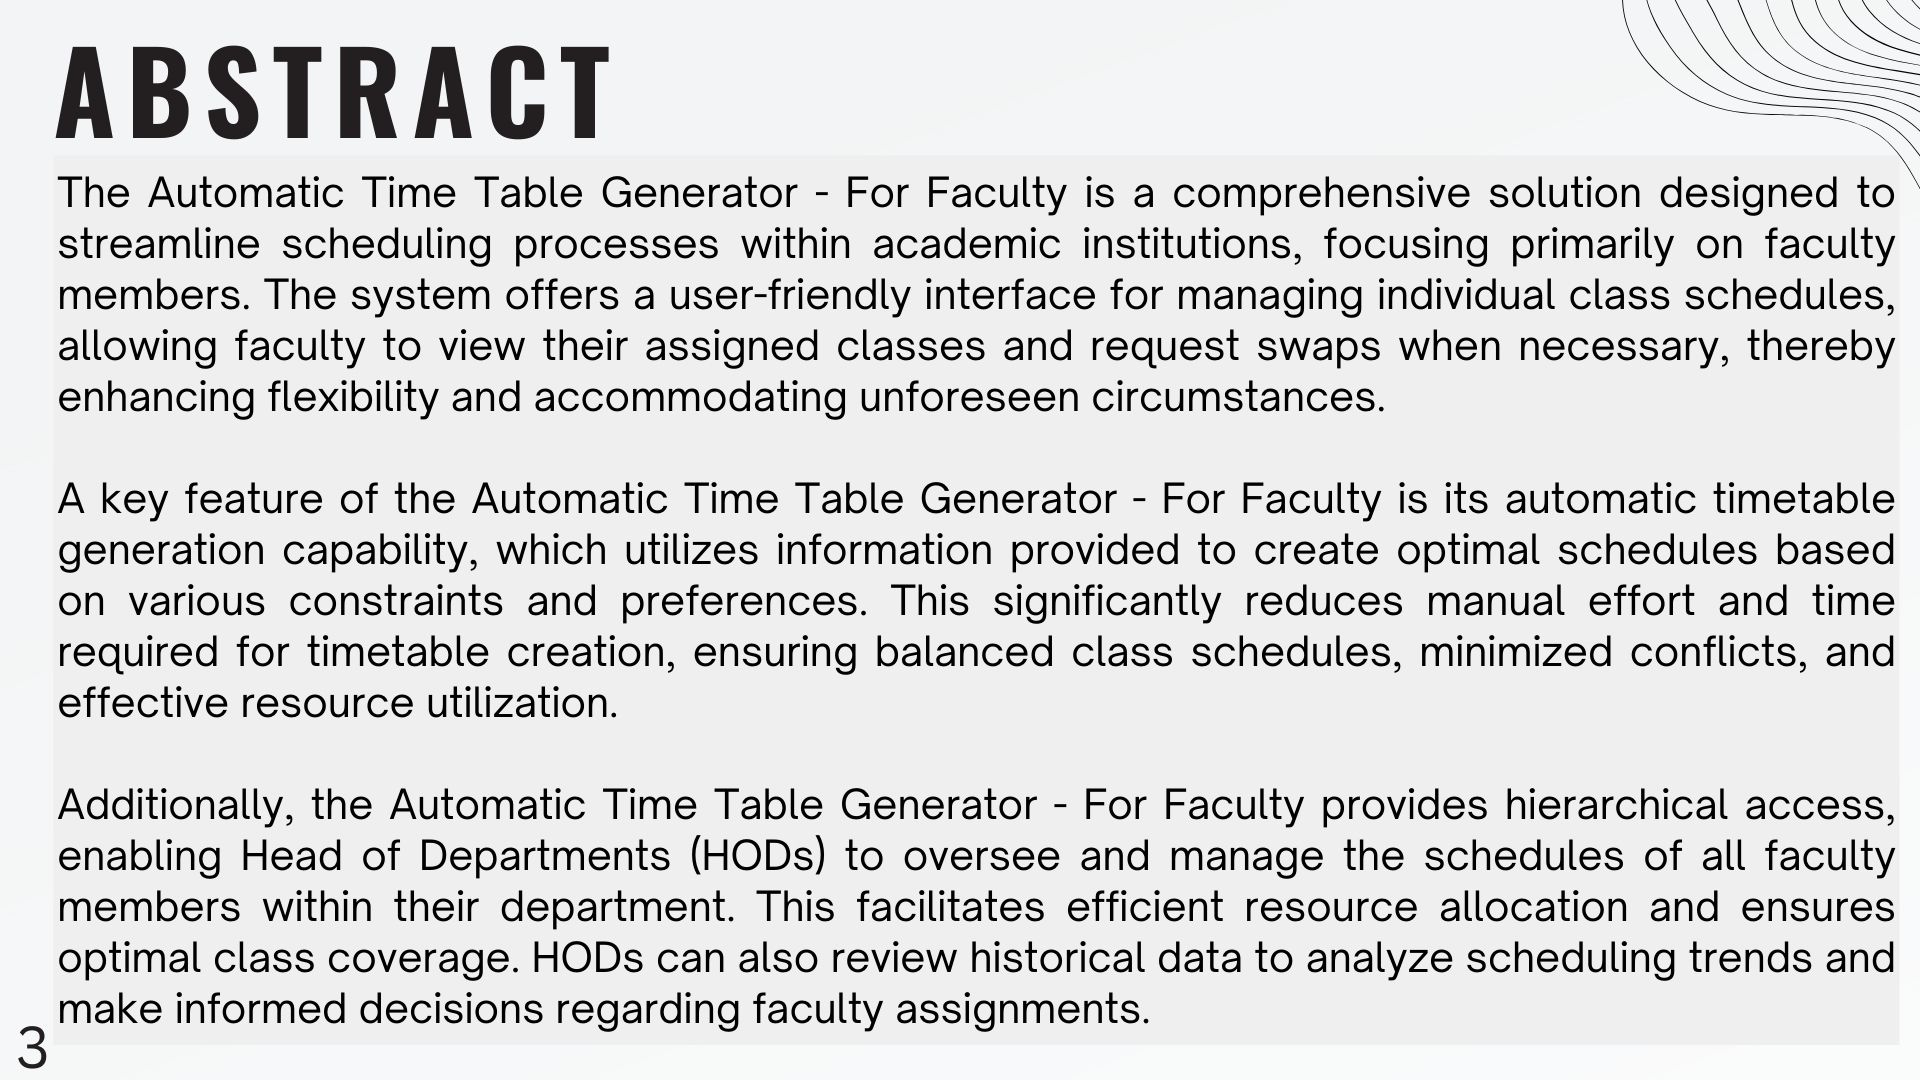 ABSTRACT
The Automatic Time Table Generator - For Faculty is a comprehensive solution designed to
streamline scheduling processes within academic institutions, focusing primarily on faculty
members. The system offers a user-friendly interface for managing individual class schedules,
allowing faculty to view their assigned classes and request swaps when necessary, thereby
enhancing flexibility and accommodating unforeseen circumstances.
A key feature of the Automatic Time Table Generator - For Faculty is its automatic timetable
generation capability, which utilizes information provided to create optimal schedules based
on various constraints and preferences. This significantly reduces manual effort and time
required for timetable creation, ensuring balanced class schedules, minimized conflicts, and
effective resource utilization.
Additionally, the Automatic Time Table Generator - For Faculty provides hierarchical access,
enabling Head of Departments (HODs) to oversee and manage the schedules of all faculty
members within their department. This facilitates efficient resource allocation and ensures
optimal class coverage. HODs can also review historical data to analyze scheduling trends and
make informed decisions regarding faculty assignments.
3